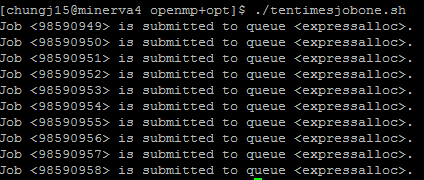 [chungj15@minerva4 openmp+opt]$ ./tentimesjobone.sh
Job <98590949> is submitted to queue <expressalloc>.
Job <98590950> is submitted to queue <expressalloc>.
Job <98590951> is submitted to queue <expressalloc>.
Job <98590952> is submitted to queue <expressalloc>.
Job <98590953> is submitted to queue <expressalloc>.
Job <98590954> is submitted to queue <expressalloc>.
Job <98590955> is submitted to queue <expressalloc>.
Job <98590956> is submitted to queue <expressalloc>.
Job <98590957> is submitted to queue <expressalloc>.
Job <98590958> is submitted to queue <expressalloc>.